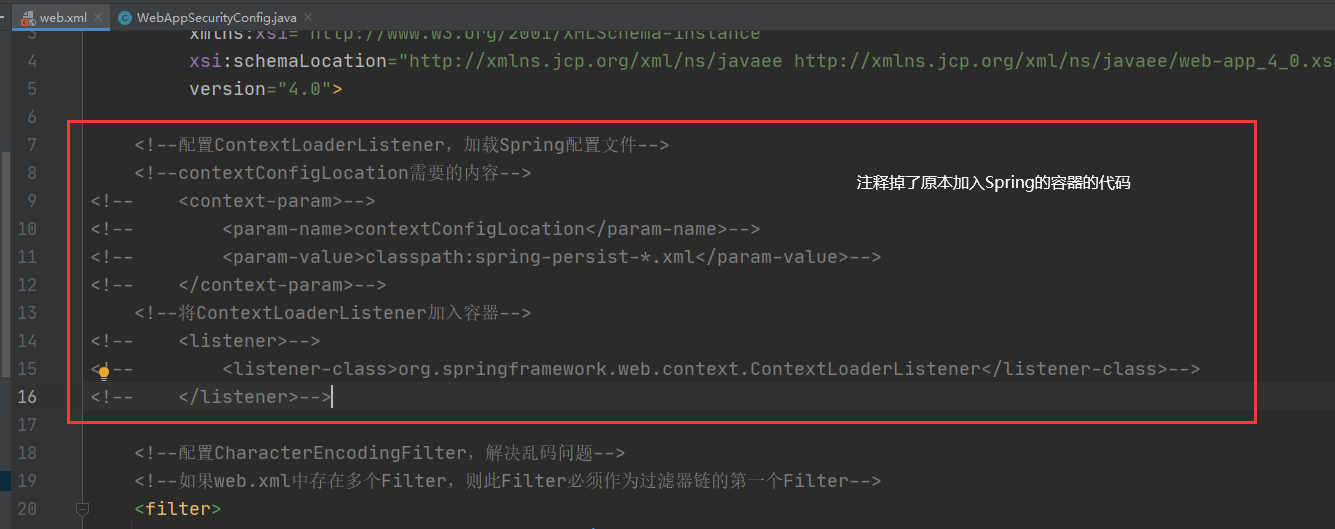 web.xml
WebAppSecurityConfig.java
3 xmlns:xsi="http://www.w3.org/2001/XMLSchema-instance
4 xsi:schemaLocation="http://xmlns.jcp.org/xml/ns/javaee http://xmlns.jcp.org/xml/ns/javaee/web-app_4_0.xs
5 version="4.0">
6
7 <!--配置ContextLoaderListener，加载Spring配置文件-->
8 <!--contextConfigLocation需要的内容-->
注释掉了原本加入Spring的容器的代码
9 <!-- <context-param>-->
10 <!-- <param-name>contextConfigLocation</param-name>-->
11 <!-- <param-value>classpath:spring-persist-*.xml</param-value>-->
12 <!-- </context-param>-->
13 <!--将ContextLoaderListener加入容器-->
14 <!-- <listener>-->
15 <!-- <listener-class>org.springframework.web.context.ContextLoaderListener</listener-class>-->
16 <!-- </listener>-->
17
18 <!--配置CharacterEncodingFilter，解决乱码问题-->
19 <!--如果web.xml中存在多个Filter，则此Filter必须作为过滤器链的第一个Filter-->
20 <filter>